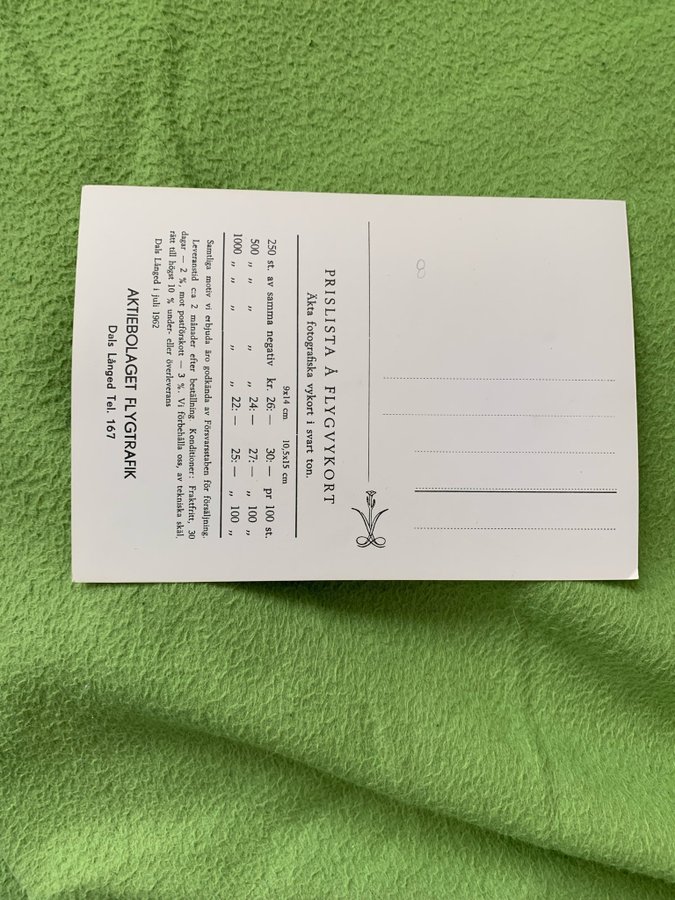 PRISLISTA Å FLYGVYKORT
Äkta fotografiska vykort i svart ton.
9x14 cm 10,5x15 cm
250 st. av samma negativ kr. 26:— 30:— pr 100 st.
500 „ „ „ „ „ 24:— 27:— „ 100 „
1000 „ „ „ „ „ 22:— 25:— „ 100 „
Samtliga motiv vi erbjuda äro godkända av Försvarsstaben för försäljning.
Leveranstid c:a 2 månader efter beställning Konditioner: Fraktfritt, 30
dagar — 2 %, mot postförskott — 3 %. Vi förbehålla oss, av tekniska skäl,
rätt till högst 10 % under- eller överleverans
Dals Långed i juli 1962
AKTIEBOLAGET FLYGTRAFIK
Dals Långed Tel. 167